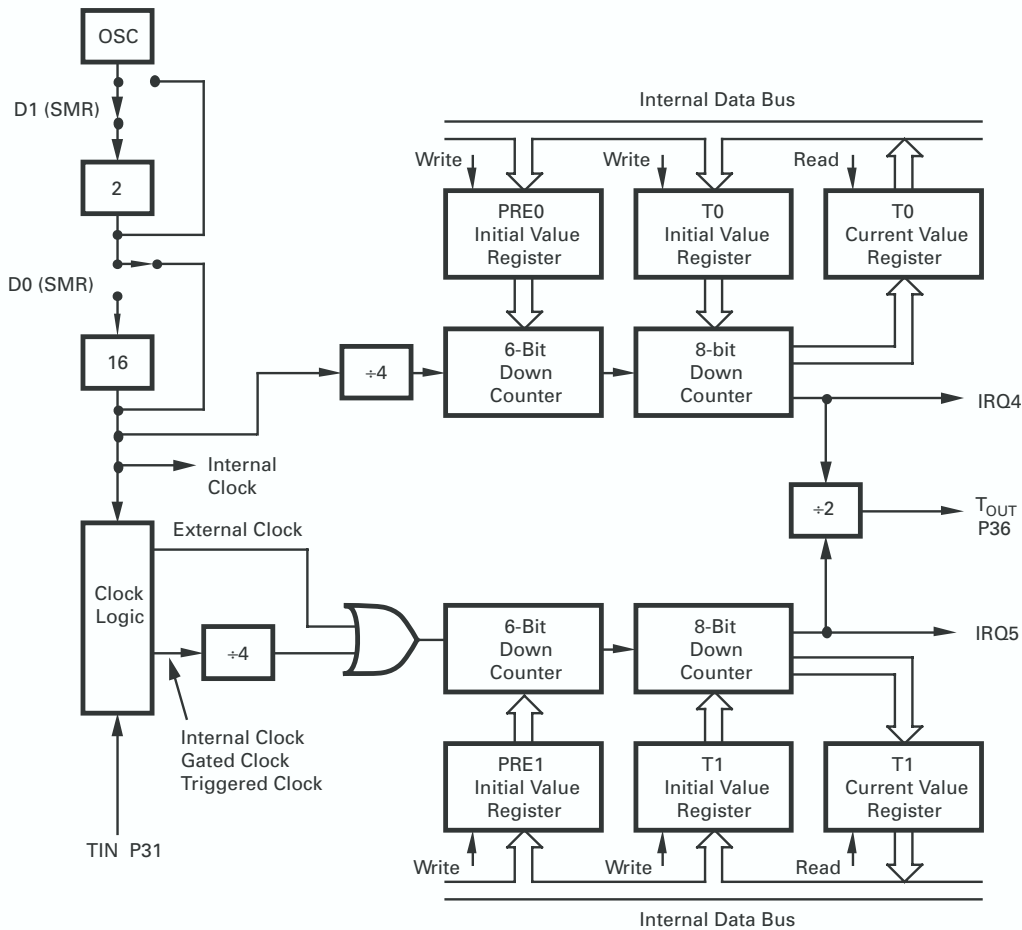 OSC
D1 (SMR)
2
D0 (SMR)
16
Internal Data Bus
Write
Write
Read
PRE0
Initial Value
Register
T0
Initial Value
Register
T0
Current Value
Register
÷4
6-Bit
Down
Counter
8-bit
Down
Counter
IRQ4
Internal
Clock
÷2
TOUT
P36
External Clock
Clock
Logic
÷4
6-Bit
Down
Counter
8-Bit
Down
Counter
IRQ5
Internal Clock
Gated Clock
Triggered Clock
PRE1
Initial Value
Register
T1
Initial Value
Register
T1
Current Value
Register
TIN P31
Write
Write
Read
Internal Data Bus